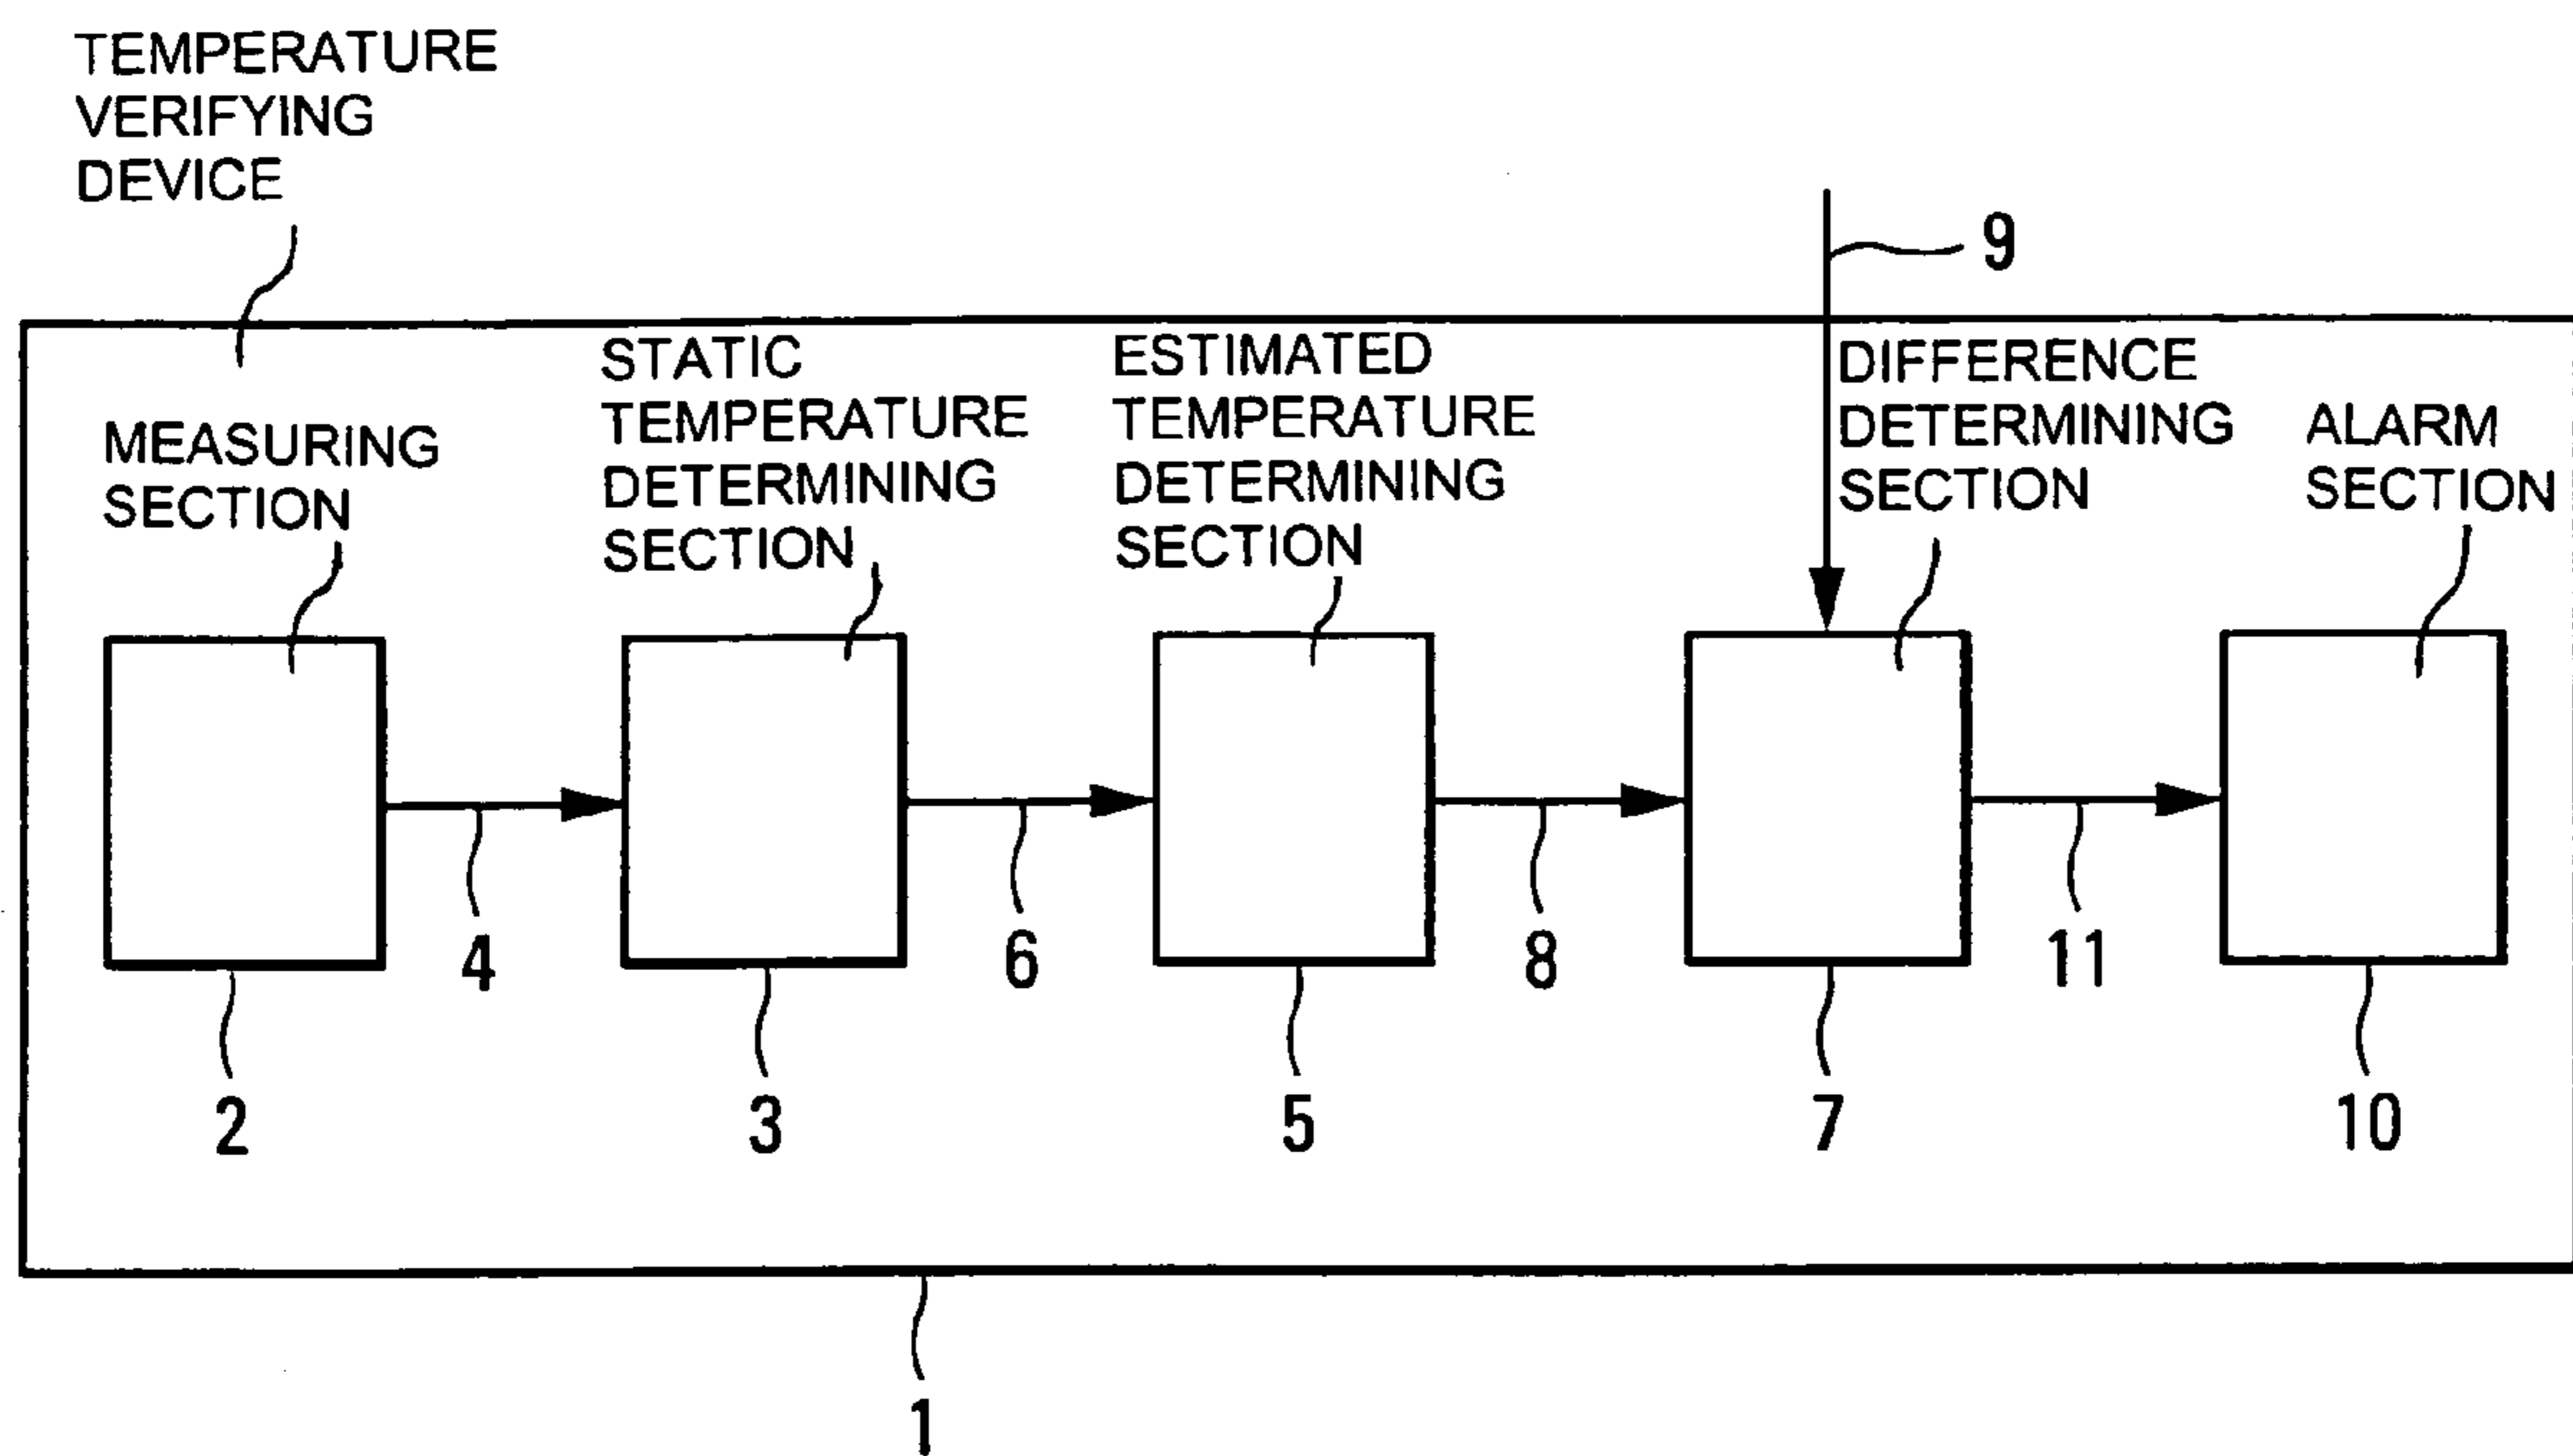 TEMPERATURE
VERIFYING
DEVICE
9
MEASURING
SECTION
STATIC
TEMPERATURE
DETERMINING
SECTION
ESTIMATED
TEMPERATURE
DETERMINING
SECTION
DIFFERENCE
DETERMINING
SECTION
ALARM
SECTION
4
6
8
11
2
3
5
7
10
1